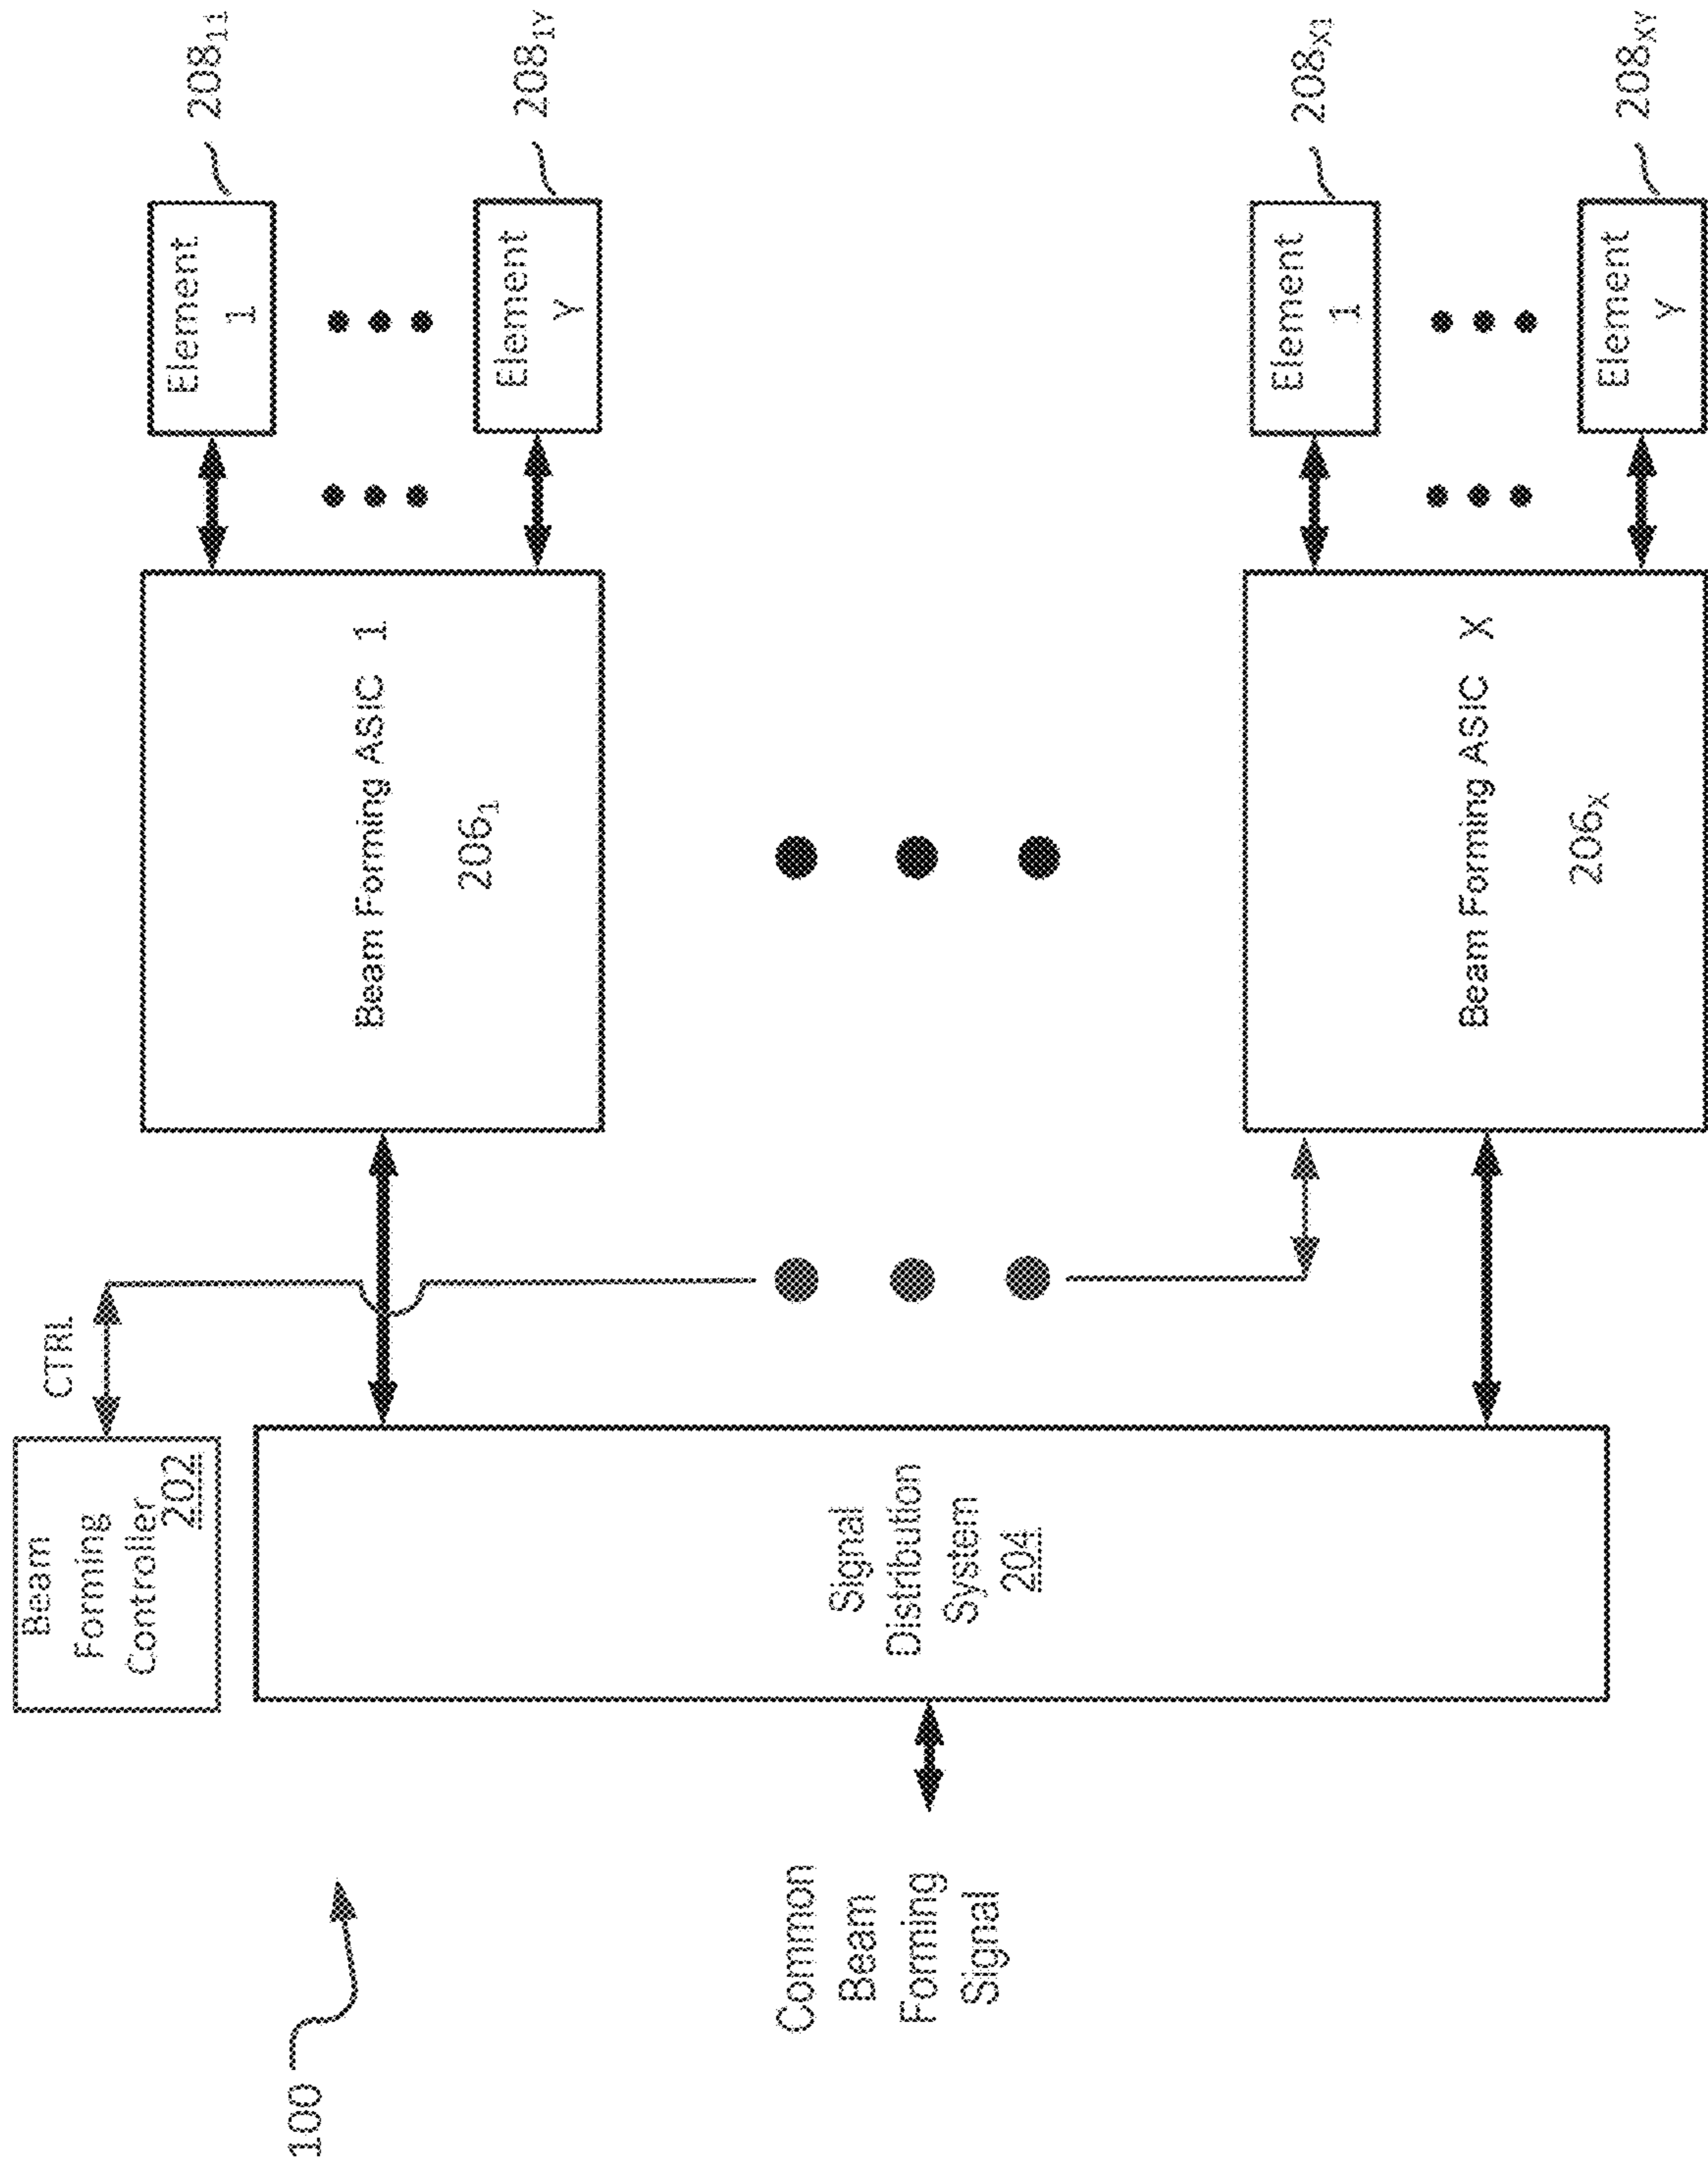 100
Beam
Forming
Controller
202
CTRL
Common
Beam
Forming
Signal
Signal
Distribution
System
204
Beam Forming ASIC 1
206₁
Element
1
208₁₁
Element
Y
208₁Y
Beam Forming ASIC X
206X
Element
1
208X1
Element
Y
208XY